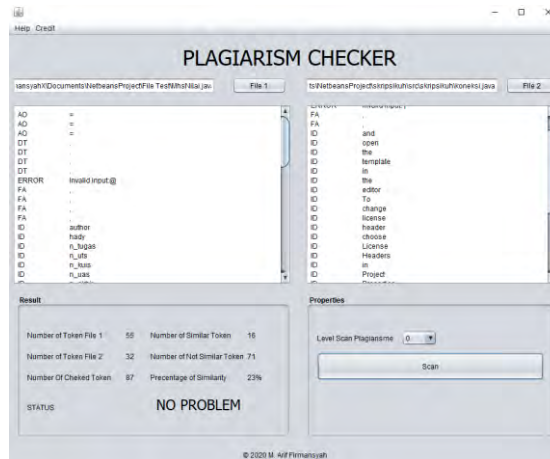 Help Credit
PLAGIARISM CHECKER
File 1
File 2
AO =
AO =
AO =
DT .
DT .
DT .
DT .
ERROR Invalid input:@
FA
FA
FA
FA
ID author
ID hady
ID n_tugas
ID n_uts
ID n_kuis
ID n_uas
FA
FA
ID and
ID open
ID the
ID template
ID in
ID the
ID editor
ID To
ID change
ID license
ID header
ID choose
ID License
ID Headers
ID in
ID Project
Result
Number of Token File 1 55 Number of Similar Token 16
Number of Token File 2 32 Number of Not Similar Token 71
Number Of Cheked Token 87 Precentage of Similarity 23%
STATUS NO PROBLEM
Properties
Level Scan Plagiarisme 0
Scan
© 2020 M. Arif Firmansyah